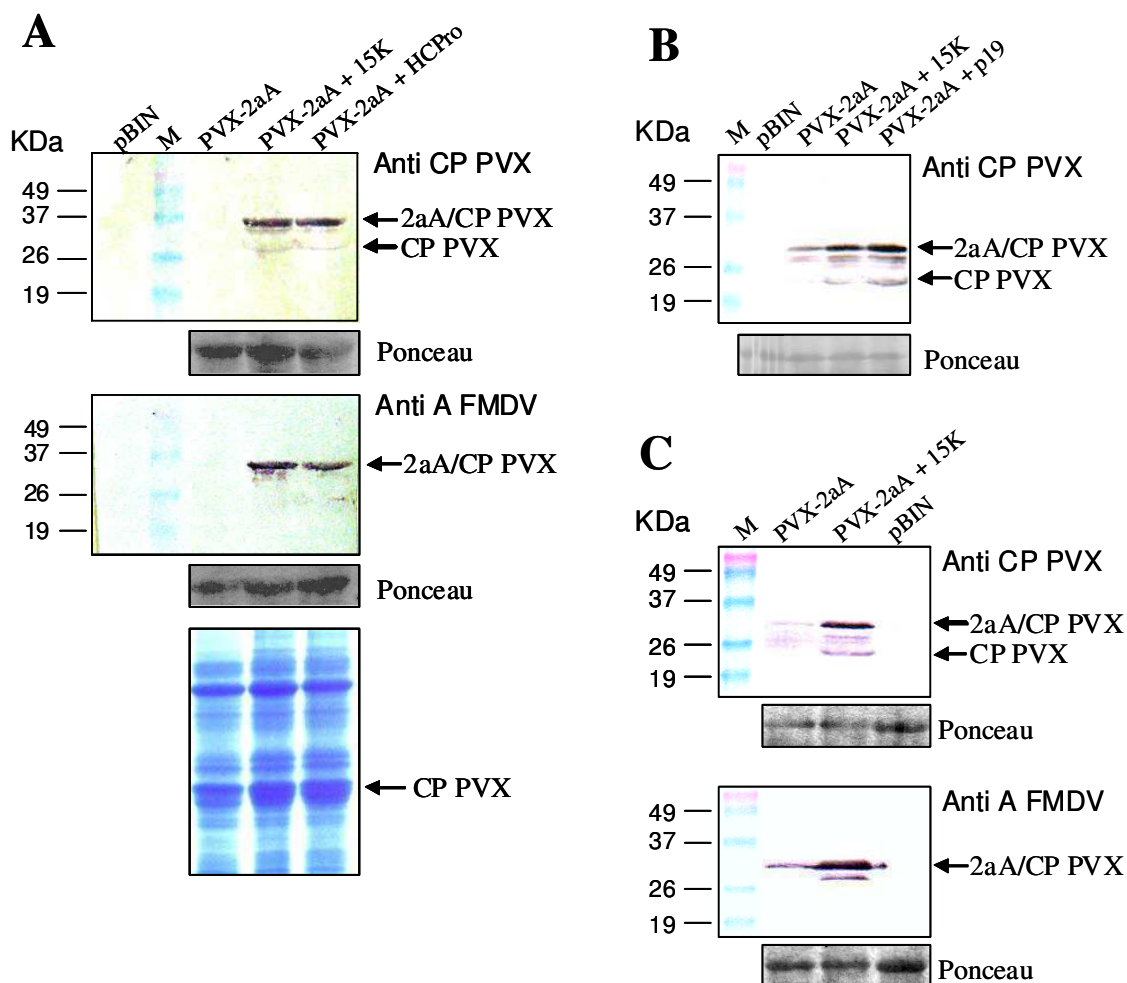 A
KDa
pBIN
M
PVX-2aA
PVX-2aA + 15K
PVX-2aA + HCPro
Anti CP PVX
49
37
26
19
2aA/CP PVX
CP PVX
Ponceau
Anti A FMDV
49
37
26
19
2aA/CP PVX
Ponceau
CP PVX
B
KDa
M
pBIN
PVX-2aA
PVX-2aA + 15K
PVX-2aA + p19
Anti CP PVX
49
37
26
19
2aA/CP PVX
CP PVX
Ponceau
C
KDa
M
PVX-2aA
PVX-2aA + 15K
pBIN
Anti CP PVX
49
37
26
19
2aA/CP PVX
CP PVX
Ponceau
Anti A FMDV
49
37
26
19
2aA/CP PVX
Ponceau